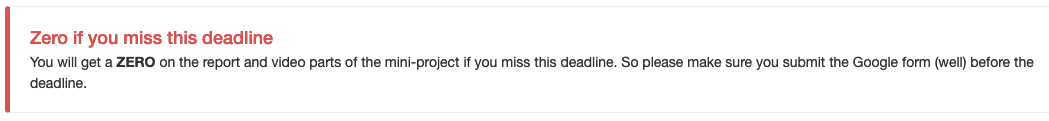 Zero if you miss this deadline
You will get a ZERO on the report and video parts of the mini-project if you miss this deadline. So please make sure you submit the Google form (well) before the
deadline.